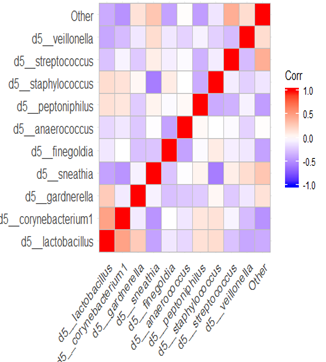 Other
d5__veillonella
d5__streptococcus
d5__staphylococcus
d5__peptoniphilus
d5__anaerococcus
d5__finegoldia
d5__sneathia
d5__gardnerella
d5__corynebacterium1
d5__lactobacillus
d5__lactobacillus
d5__corynebacterium1
d5__gardnerella
d5__sneathia
d5__finegoldia
d5__anaerococcus
d5__peptoniphilus
d5__staphylococcus
d5__streptococcus
d5__veillonella
Other
Corr
1.0
0.5
0.0
-0.5
-1.0